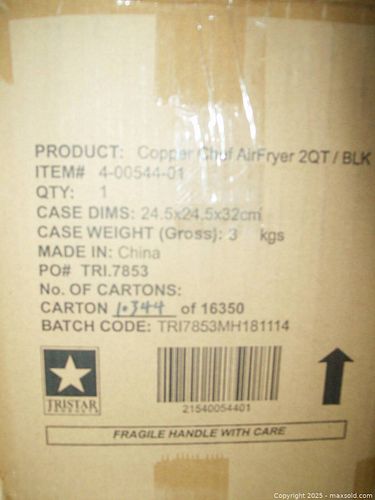 PRODUCT: Copper Chef AirFryer 2QT / BLK
ITEM# 4-00544-01
QTY: 1
CASE DIMS: 24.5x24.5x32cm
CASE WEIGHT (Gross): 3 kgs
MADE IN: China
PO# TRI.7853
No. OF CARTONS:
CARTON 10344 of 16350
BATCH CODE: TRI7853MH181114
TRISTAR
PRODUCTS
21540054401
FRAGILE HANDLE WITH CARE
Copyright 2025 - maxsold.com